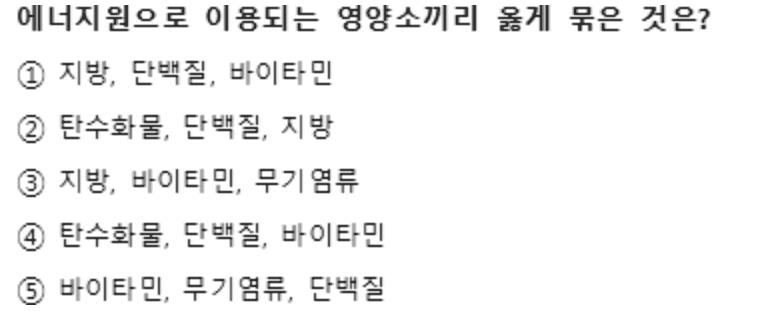 에너지원으로 이용되는 영양소끼리 옳게 묶은 것은?
① 지방, 단백질, 바이타민
② 탄수화물, 단백질, 지방
③ 지방, 바이타민, 무기염류
④ 탄수화물, 단백질, 바이타민
⑤ 바이타민, 무기염류, 단백질